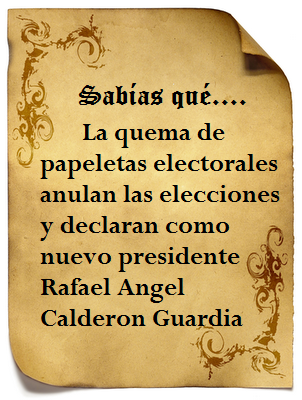 Sabías qué....
La quema de
papeletas electorales
anulan las elecciones
y declaran como
nuevo presidente
Rafael Angel
Calderon Guardia